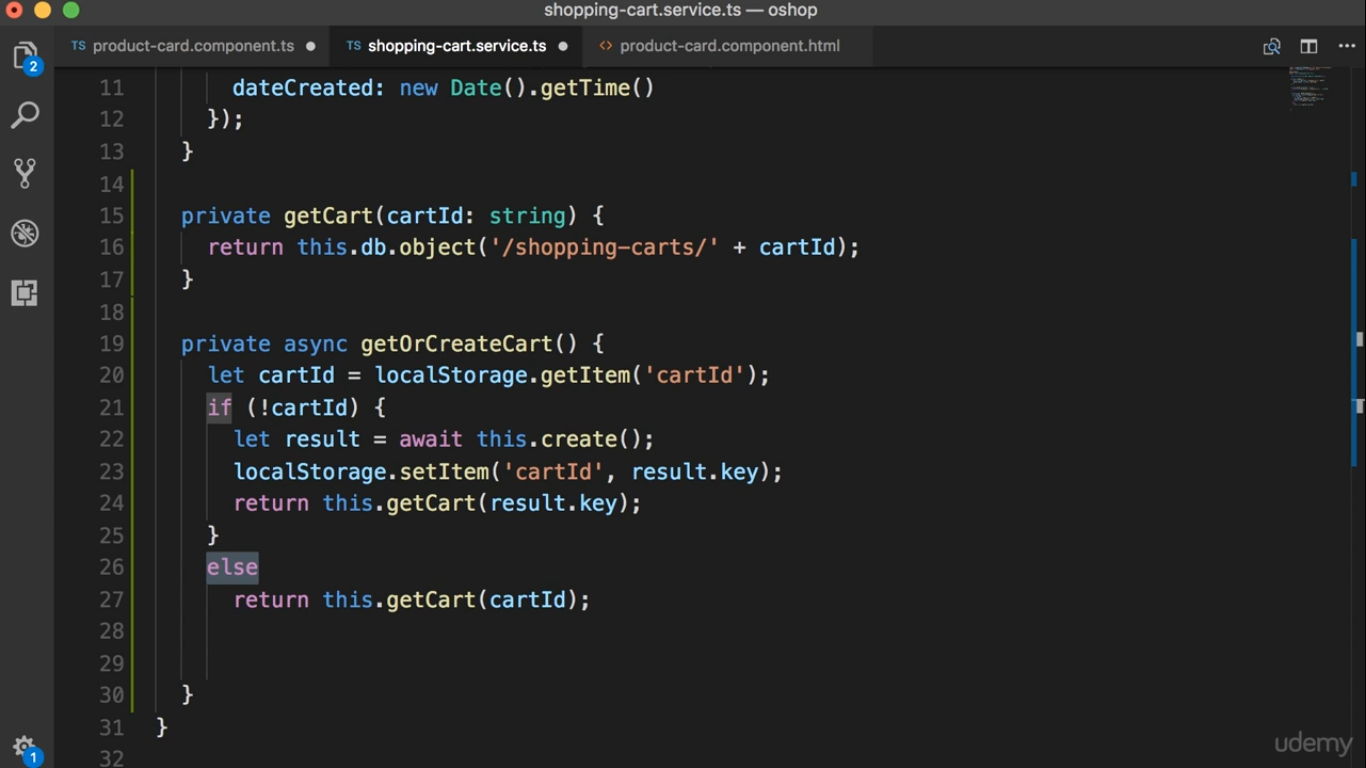 shopping-cart.service.ts — oshop
TS product-card.component.ts ● TS shopping-cart.service.ts ● <> product-card.component.html
2
11 dateCreated: new Date().getTime()
12 });
13 }
14
15 private getCart(cartId: string) {
16 return this.db.object('/shopping-carts/' + cartId);
17 }
18
19 private async getOrCreateCart() {
20 let cartId = localStorage.getItem('cartId');
21 if (!cartId) {
22 let result = await this.create();
23 localStorage.setItem('cartId', result.key);
24 return this.getCart(result.key);
25 }
26 else
27 return this.getCart(cartId);
28
29
30 }
31 }
32
1
udemy